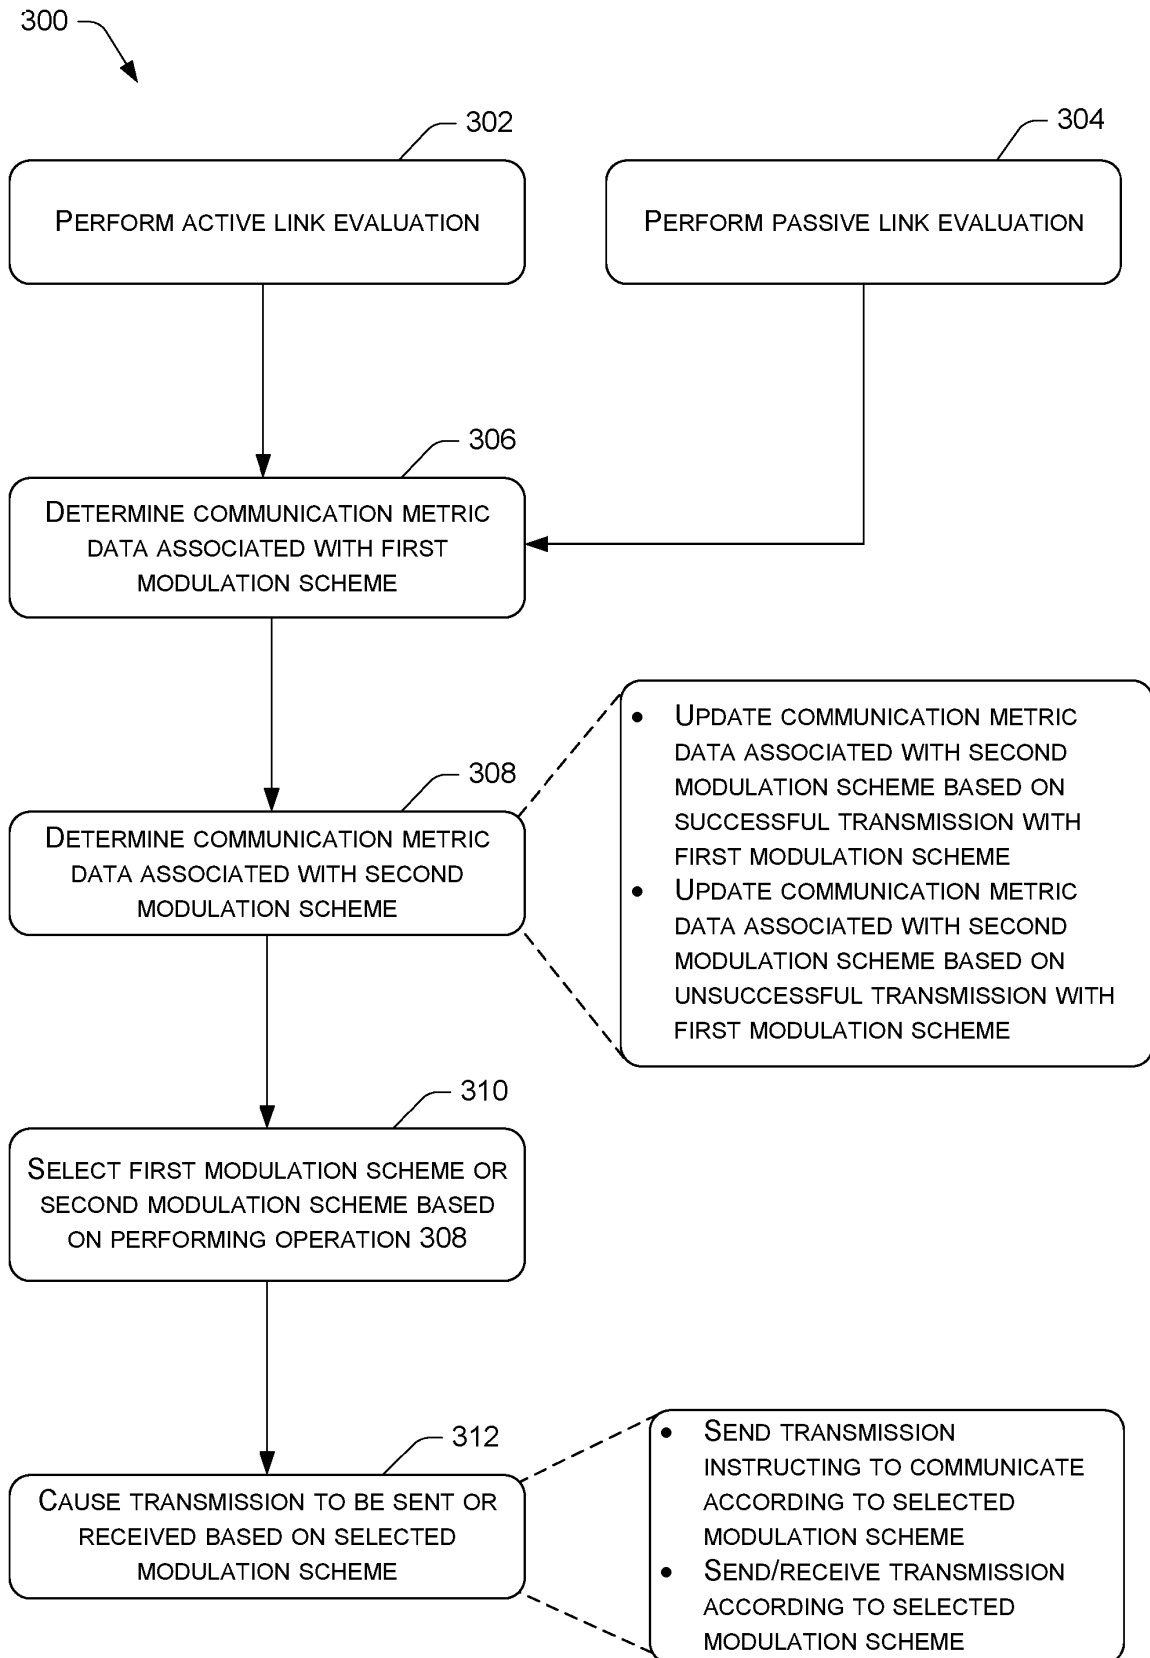 300
302
304
PERFORM ACTIVE LINK EVALUATION
PERFORM PASSIVE LINK EVALUATION
306
DETERMINE COMMUNICATION METRIC
DATA ASSOCIATED WITH FIRST
MODULATION SCHEME
308
DETERMINE COMMUNICATION METRIC
DATA ASSOCIATED WITH SECOND
MODULATION SCHEME
• UPDATE COMMUNICATION METRIC
DATA ASSOCIATED WITH SECOND
MODULATION SCHEME BASED ON
SUCCESSFUL TRANSMISSION WITH
FIRST MODULATION SCHEME
• UPDATE COMMUNICATION METRIC
DATA ASSOCIATED WITH SECOND
MODULATION SCHEME BASED ON
UNSUCCESSFUL TRANSMISSION WITH
FIRST MODULATION SCHEME
310
SELECT FIRST MODULATION SCHEME OR
SECOND MODULATION SCHEME BASED
ON PERFORMING OPERATION 308
312
CAUSE TRANSMISSION TO BE SENT OR
RECEIVED BASED ON SELECTED
MODULATION SCHEME
• SEND TRANSMISSION
INSTRUCTING TO COMMUNICATE
ACCORDING TO SELECTED
MODULATION SCHEME
• SEND/RECEIVE TRANSMISSION
ACCORDING TO SELECTED
MODULATION SCHEME